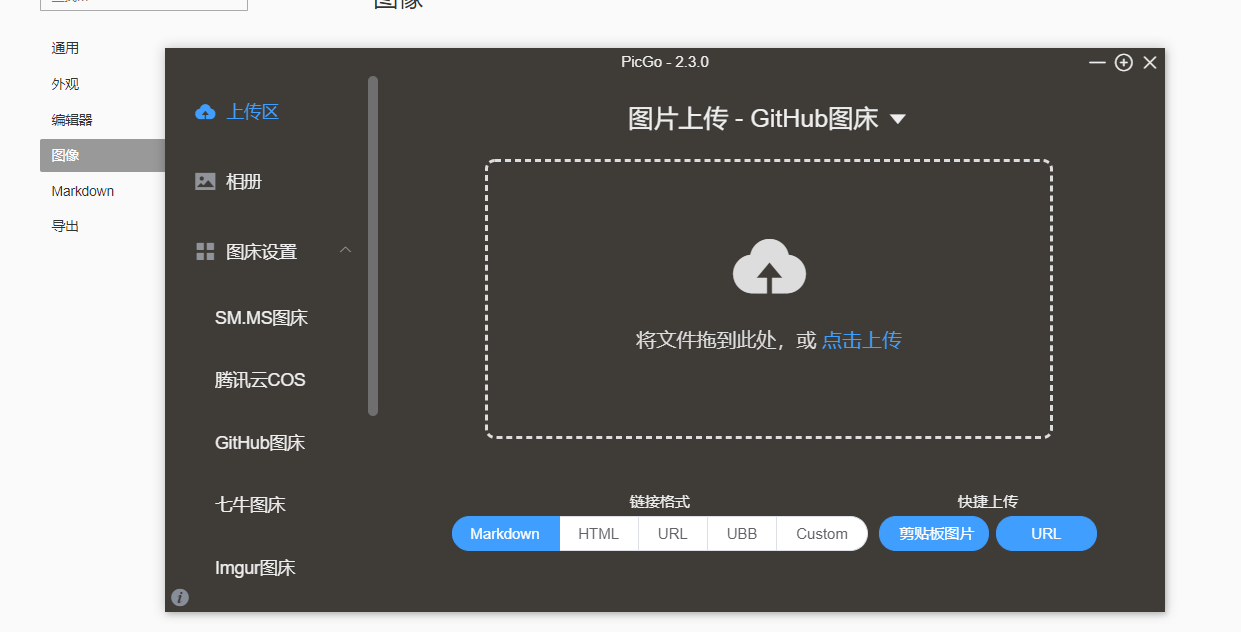 图像
通用
外观
编辑器
图像
Markdown
导出
PicGo - 2.3.0
上传区
相册
图床设置
SM.MS图床
腾讯云COS
GitHub图床
七牛图床
Imgur图床
图片上传 - GitHub图床
将文件拖到此处，或 点击上传
链接格式
Markdown HTML URL UBB Custom
快捷上传
剪贴板图片 URL